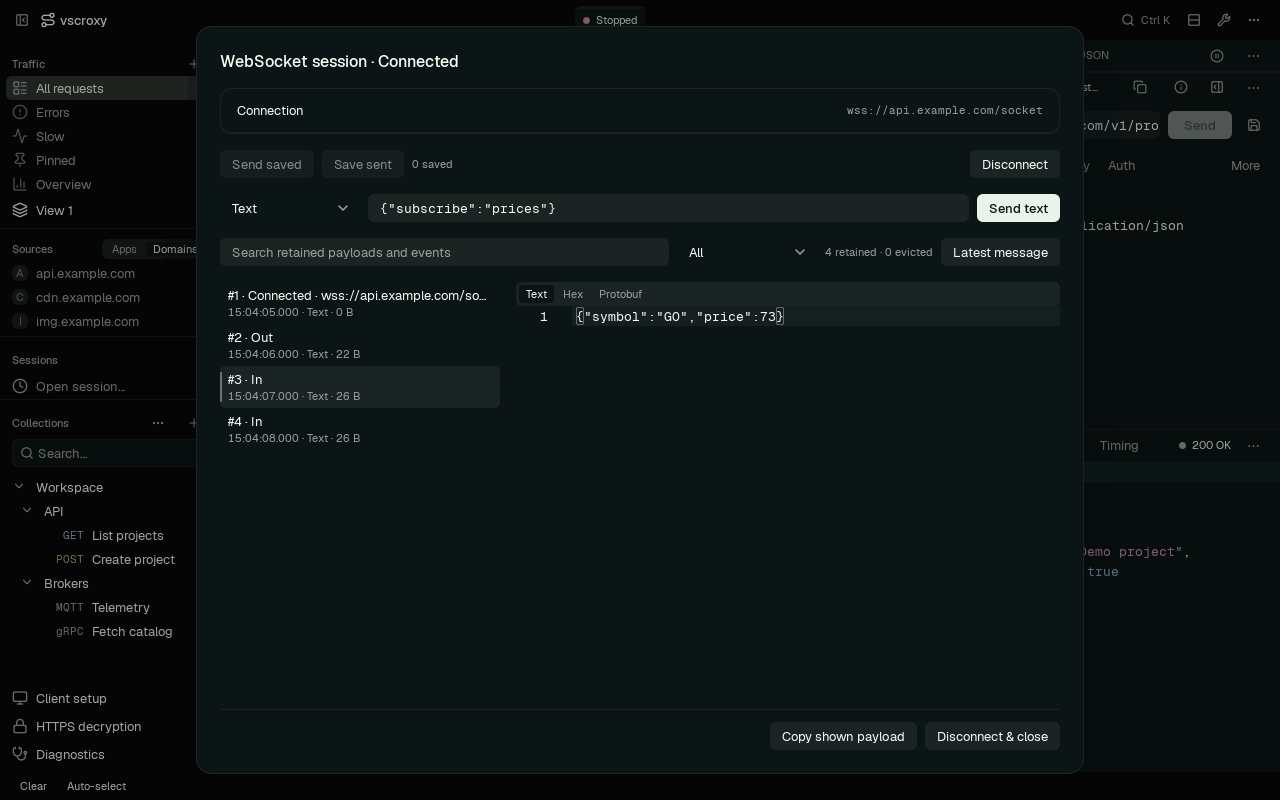 vscroxy
Stopped
Ctrl K
Traffic
All requests
Errors
Slow
Pinned
Overview
View 1
Sources
Apps
Domains
A api.example.com
C cdn.example.com
I img.example.com
Sessions
Open session...
Collections
Search...
Workspace
API
GET List projects
POST Create project
Brokers
MQTT Telemetry
gRPC Fetch catalog
Client setup
HTTPS decryption
Diagnostics
Clear
Auto-select
WebSocket session · Connected
Connection
wss://api.example.com/socket
Send saved
Save sent
0 saved
Disconnect
Text
{"subscribe":"prices"}
Send text
Search retained payloads and events
All
4 retained · 0 evicted
Latest message
#1 · Connected · wss://api.example.com/so...
15:04:05.000 · Text · 0 B
#2 · Out
15:04:06.000 · Text · 22 B
#3 · In
15:04:07.000 · Text · 26 B
#4 · In
15:04:08.000 · Text · 26 B
Text
Hex
Protobuf
1 {"symbol":"GO","price":73}
Copy shown payload
Disconnect & close
JSON
st...
com/v1/pro
Send
y
Auth
More
lication/json
Timing
200 OK
Demo project",
true